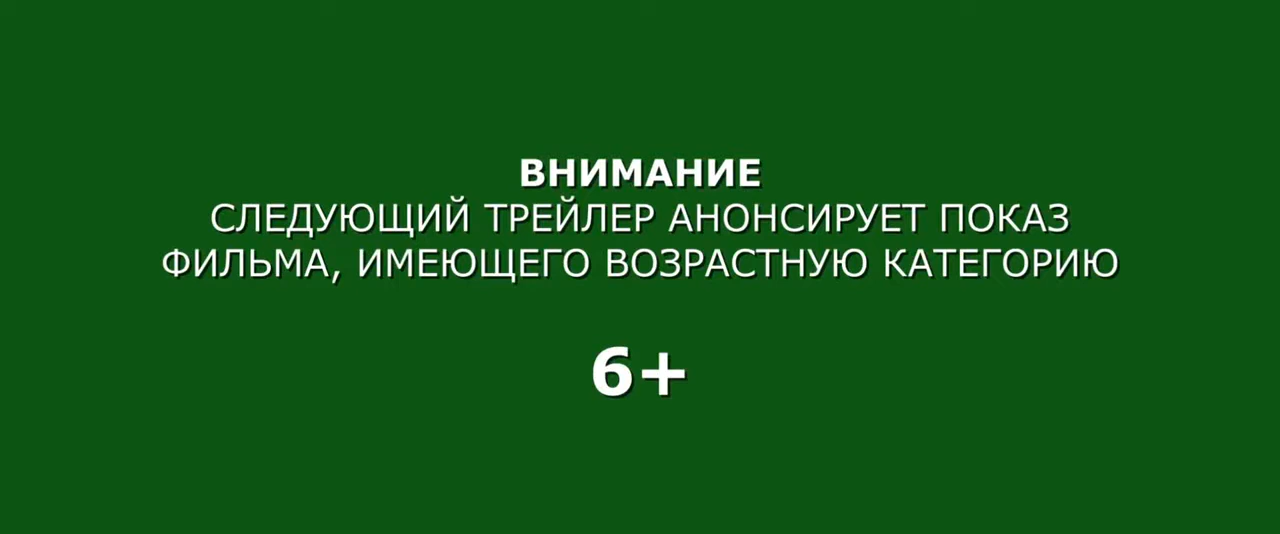 ВНИМАНИЕ
СЛЕДУЮЩИЙ ТРЕЙЛЕР АНОНСИРУЕТ ПОКАЗ
ФИЛЬМА, ИМЕЮЩЕГО ВОЗРАСТНУЮ КАТЕГОРИЮ
6+